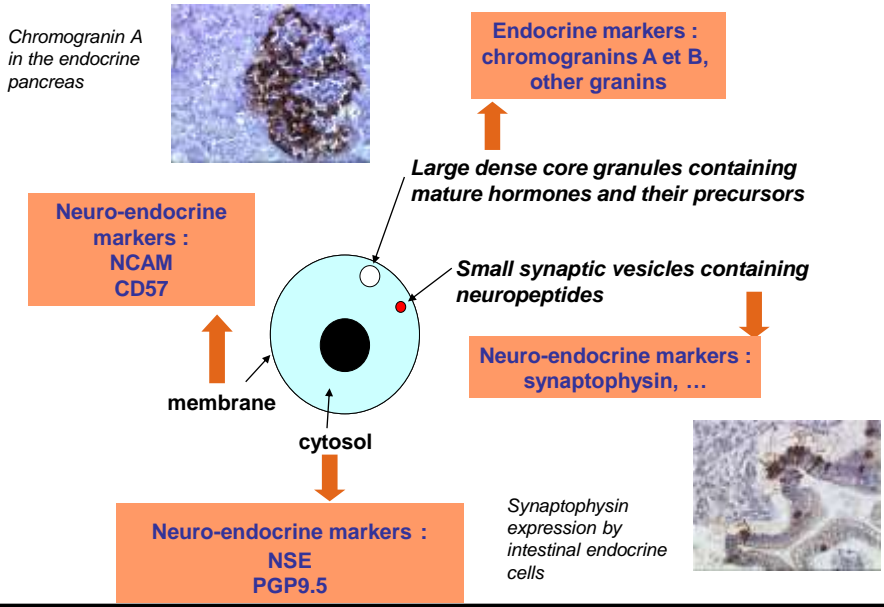 Chromogranin A
in the endocrine
pancreas
Endocrine markers :
chromogranins A et B,
other granins
Large dense core granules containing
mature hormones and their precursors
Neuro-endocrine
markers :
NCAM
CD57
Small synaptic vesicles containing
neuropeptides
Neuro-endocrine markers :
synaptophysin, …
membrane
cytosol
Neuro-endocrine markers :
NSE
PGP9.5
Synaptophysin
expression by
intestinal endocrine
cells